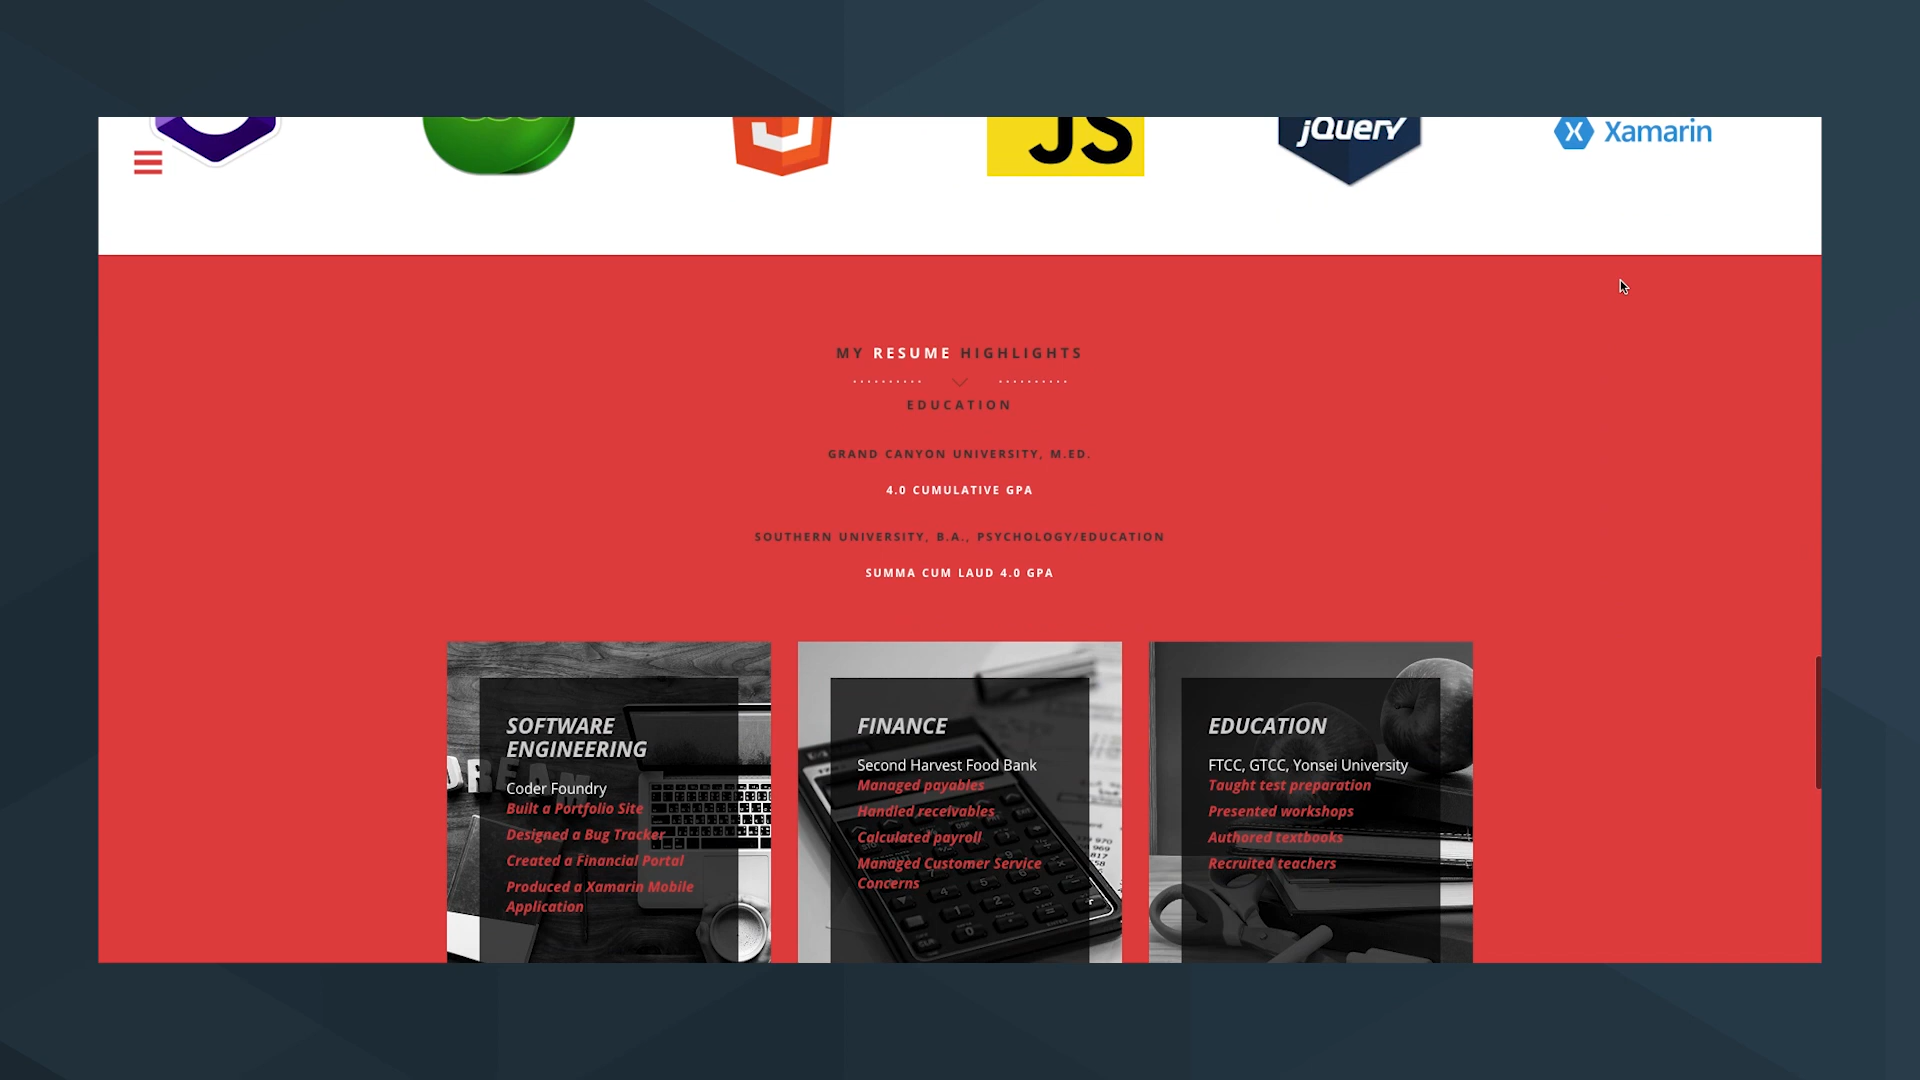 JS
jQuery
Xamarin
MY RESUME HIGHLIGHTS
EDUCATION
GRAND CANYON UNIVERSITY, M.ED.
4.0 CUMULATIVE GPA
SOUTHERN UNIVERSITY, B.A., PSYCHOLOGY/EDUCATION
SUMMA CUM LAUD 4.0 GPA
SOFTWARE
ENGINEERING
Coder Foundry
Built a Portfolio Site
Designed a Bug Tracker
Created a Financial Portal
Produced a Xamarin Mobile
Application
FINANCE
Second Harvest Food Bank
Managed payables
Handled receivables
Calculated payroll
Managed Customer Service
Concerns
EDUCATION
FTCC, GTCC, Yonsei University
Taught test preparation
Presented workshops
Authored textbooks
Recruited teachers